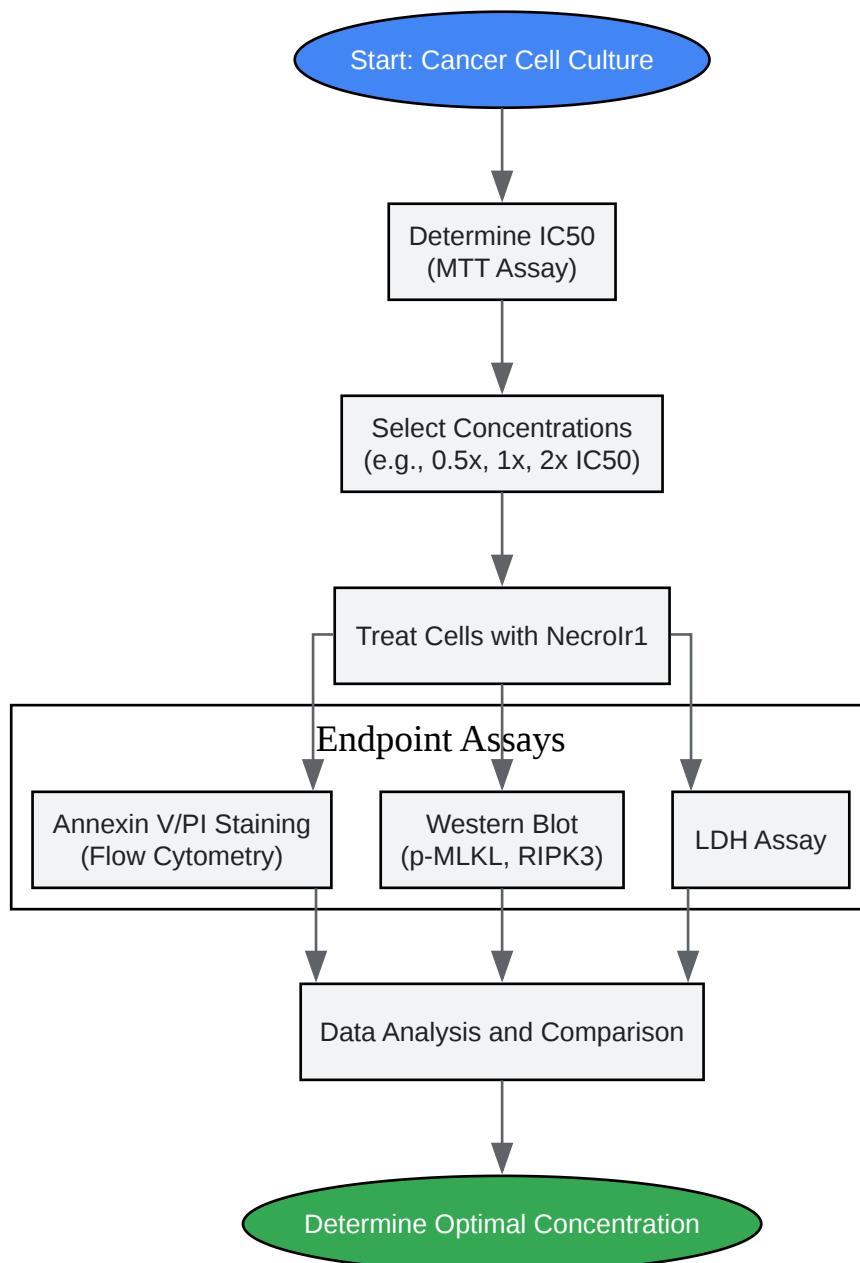 Start: Cancer Cell Culture
Determine IC50
(MTT Assay)
Select Concentrations
(e.g., 0.5x, 1x, 2x IC50)
Treat Cells with NecroIr1
Endpoint Assays
Annexin V/PI Staining
(Flow Cytometry)
Western Blot
(p-MLKL, RIPK3)
LDH Assay
Data Analysis and Comparison
Determine Optimal Concentration